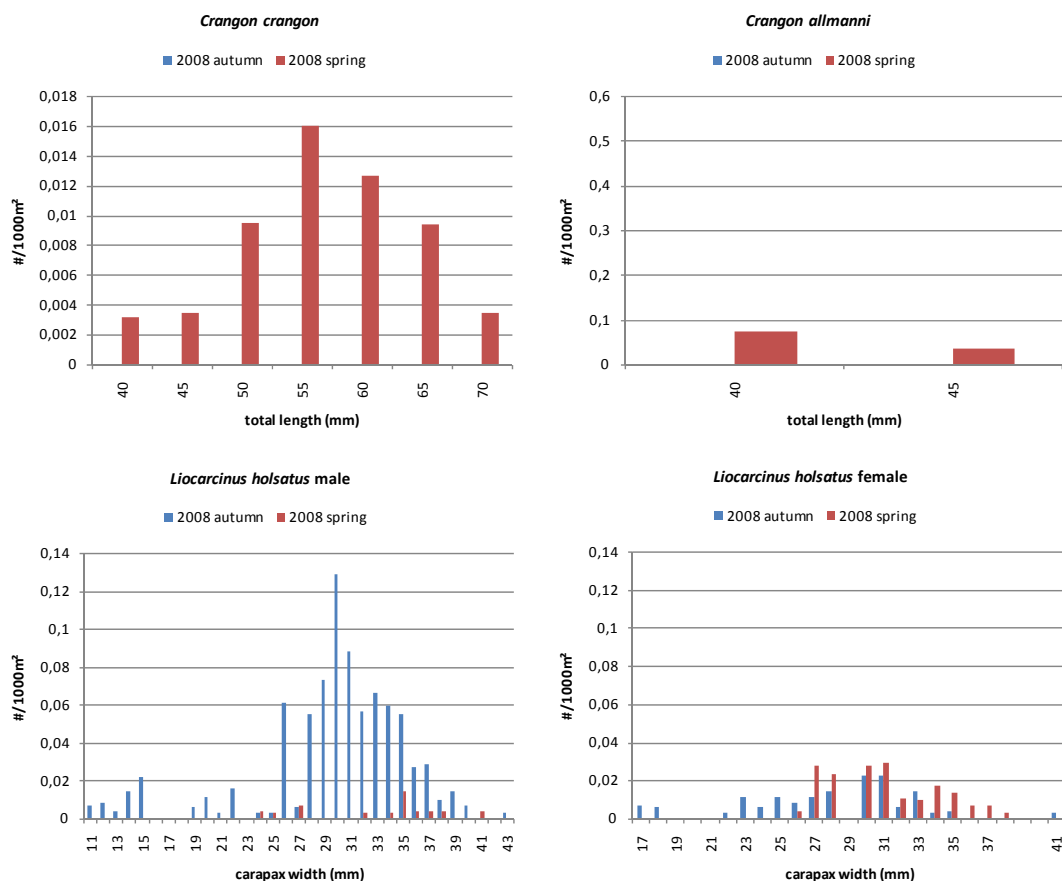 Crangon crangon
2008 autumn 2008 spring
#/1000m²
0,018
0,016
0,014
0,012
0,01
0,008
0,006
0,004
0,002
0
40 45 50 55 60 65 70
total length (mm)
Crangon allmanni
2008 autumn 2008 spring
#/1000m²
0,6
0,5
0,4
0,3
0,2
0,1
0
40 45
total length (mm)
Liocarcinus holsatus male
2008 autumn 2008 spring
#/1000m²
0,14
0,12
0,1
0,08
0,06
0,04
0,02
0
11 13 15 17 19 21 23 25 27 29 31 33 35 37 39 41 43
carapax width (mm)
Liocarcinus holsatus female
2008 autumn 2008 spring
#/1000m²
0,14
0,12
0,1
0,08
0,06
0,04
0,02
0
17 19 21 23 25 27 29 31 33 35 37 41
carapax width (mm)